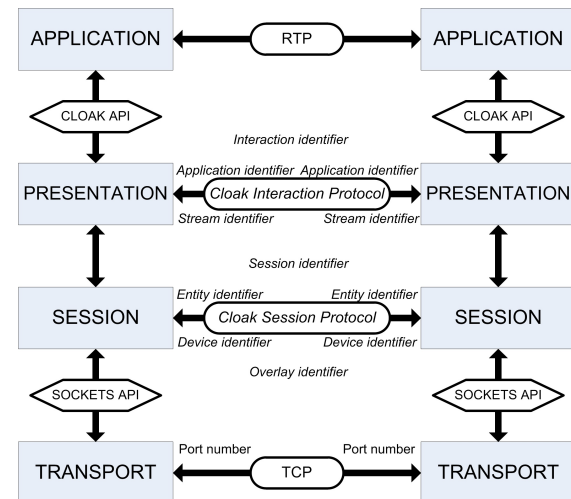 APPLICATION RTP APPLICATION
CLOAK API CLOAK API
Interaction identifier
Application identifier Application identifier
PRESENTATION Cloak Interaction Protocol PRESENTATION
Stream identifier Stream identifier
Session identifier
Entity identifier Entity identifier
SESSION Cloak Session Protocol SESSION
Device identifier Device identifier
Overlay identifier
SOCKETS API SOCKETS API
Port number Port number
TRANSPORT TCP TRANSPORT